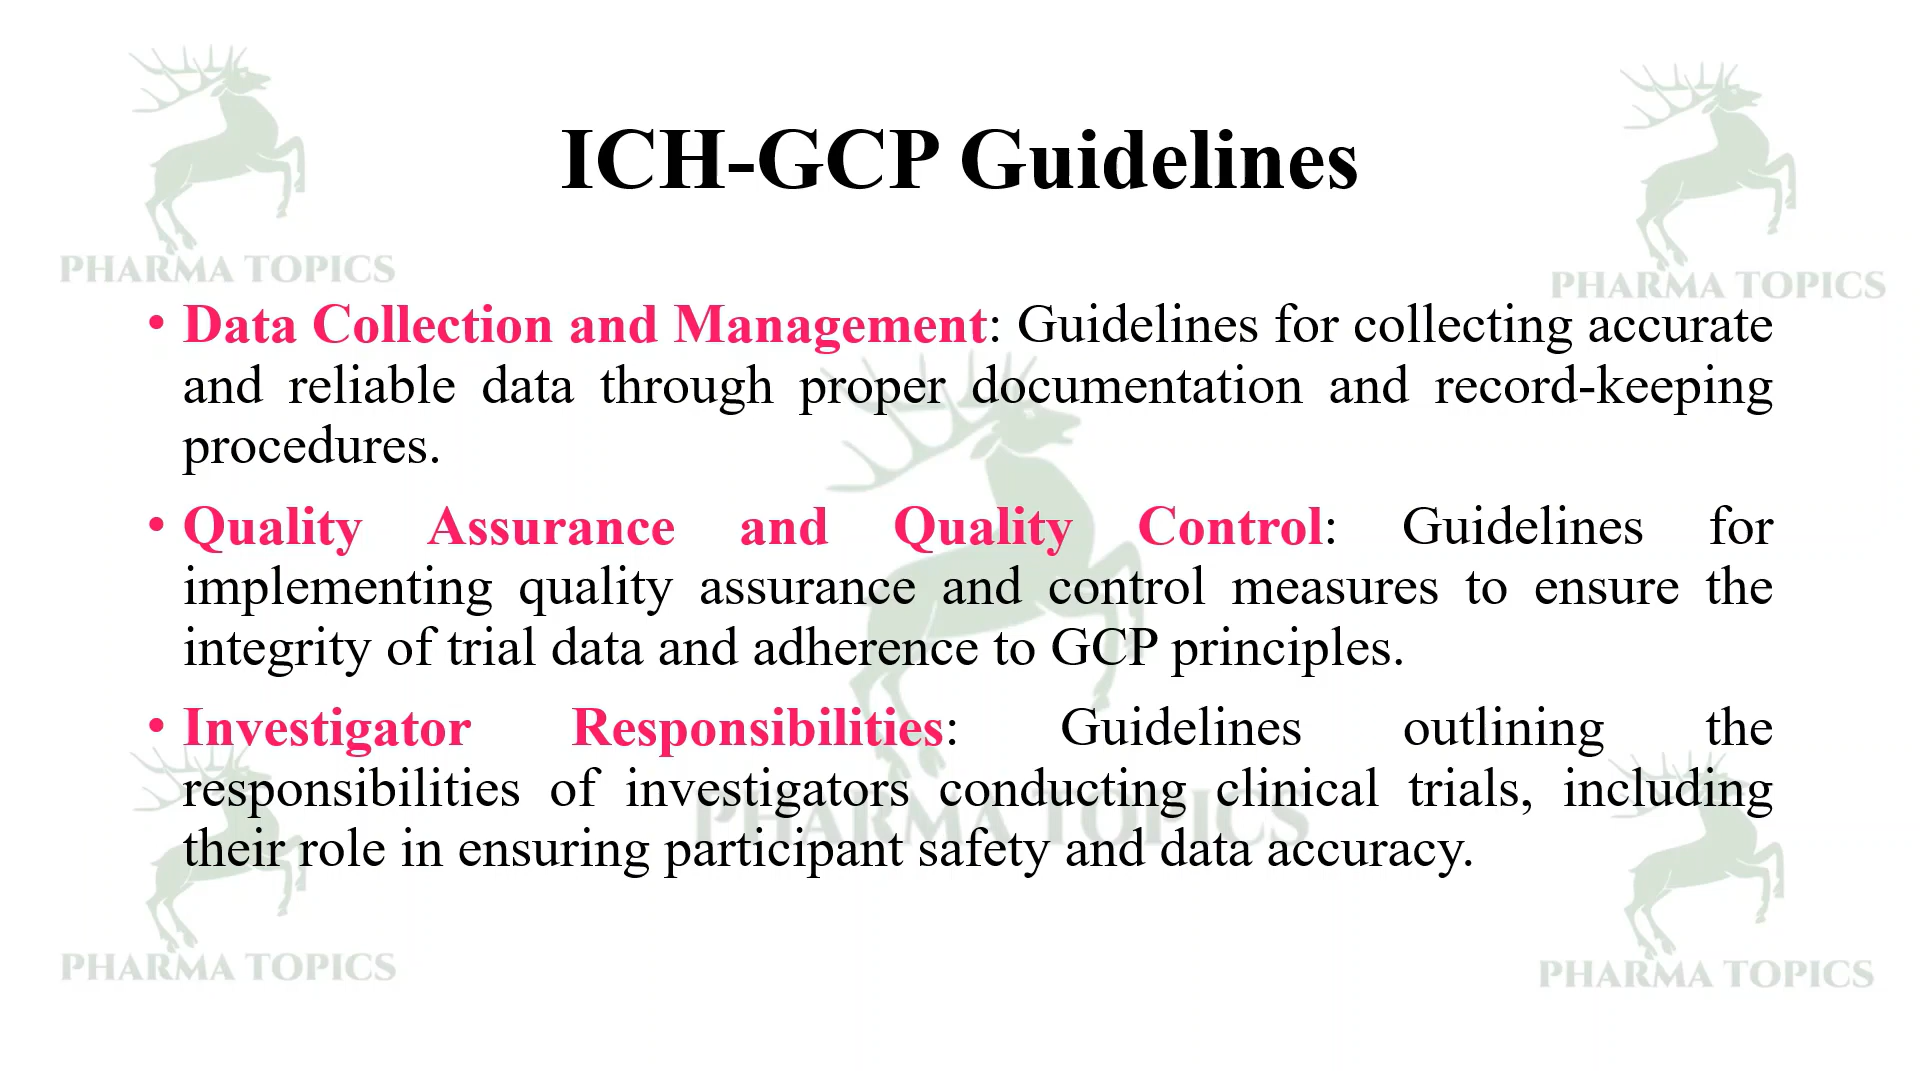 ICH-GCP Guidelines
PHARMA TOPICS
PHARMA TOPICS
• Data Collection and Management: Guidelines for collecting accurate
and reliable data through proper documentation and record-keeping
procedures.
• Quality Assurance and Quality Control: Guidelines for
implementing quality assurance and control measures to ensure the
integrity of trial data and adherence to GCP principles.
• Investigator Responsibilities: Guidelines outlining the
responsibilities of investigators conducting clinical trials, including
PHARMA TOPICS
their role in ensuring participant safety and data accuracy.
PHARMA TOPICS
PHARMA TOPICS